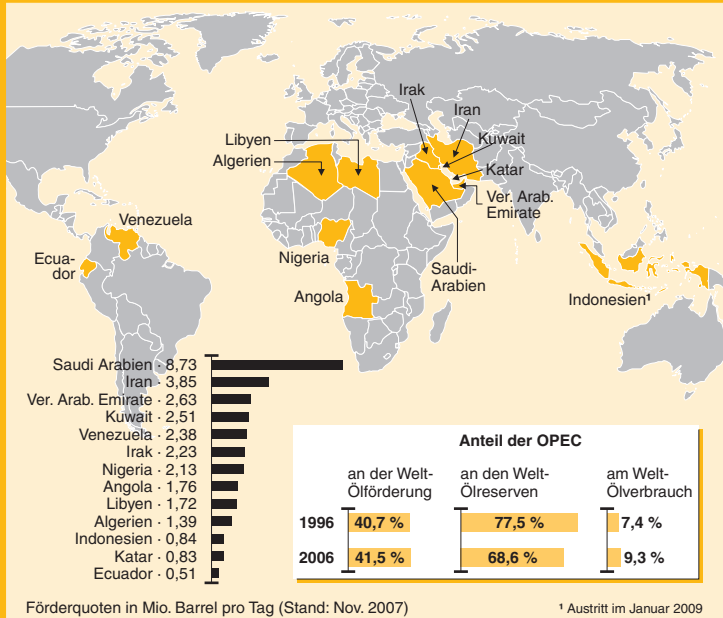 Irak
Iran
Libyen
Kuwait
Algerien
Katar
Ver. Arab.
Emirate
Venezuela
Ecua-
dor
Nigeria
Saudi-
Arabien
Angola
Indonesien¹
Saudi Arabien · 8,73
Iran · 3,85
Ver. Arab. Emirate · 2,63
Kuwait · 2,51
Venezuela · 2,38
Irak · 2,23
Nigeria · 2,13
Angola · 1,76
Libyen · 1,72
Algerien · 1,39
Indonesien · 0,84
Katar · 0,83
Ecuador · 0,51
Anteil der OPEC
an der Welt- an den Welt- am Welt-
Ölförderung Ölreserven Ölverbrauch
1996 40,7 % 77,5 % 7,4 %
2006 41,5 % 68,6 % 9,3 %
Förderquoten in Mio. Barrel pro Tag (Stand: Nov. 2007)
¹ Austritt im Januar 2009